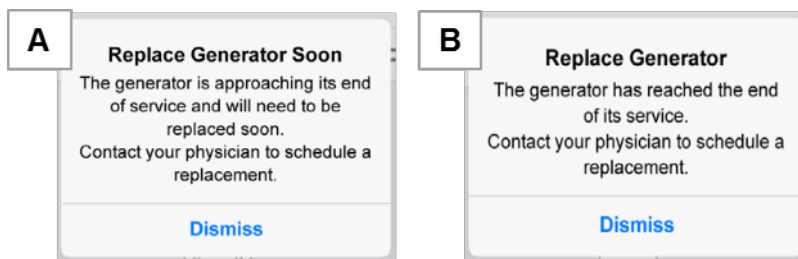 A
Replace Generator Soon
The generator is approaching its end
of service and will need to be
replaced soon.
Contact your physician to schedule a
replacement.
Dismiss
B
Replace Generator
The generator has reached the end
of its service.
Contact your physician to schedule a
replacement.
Dismiss